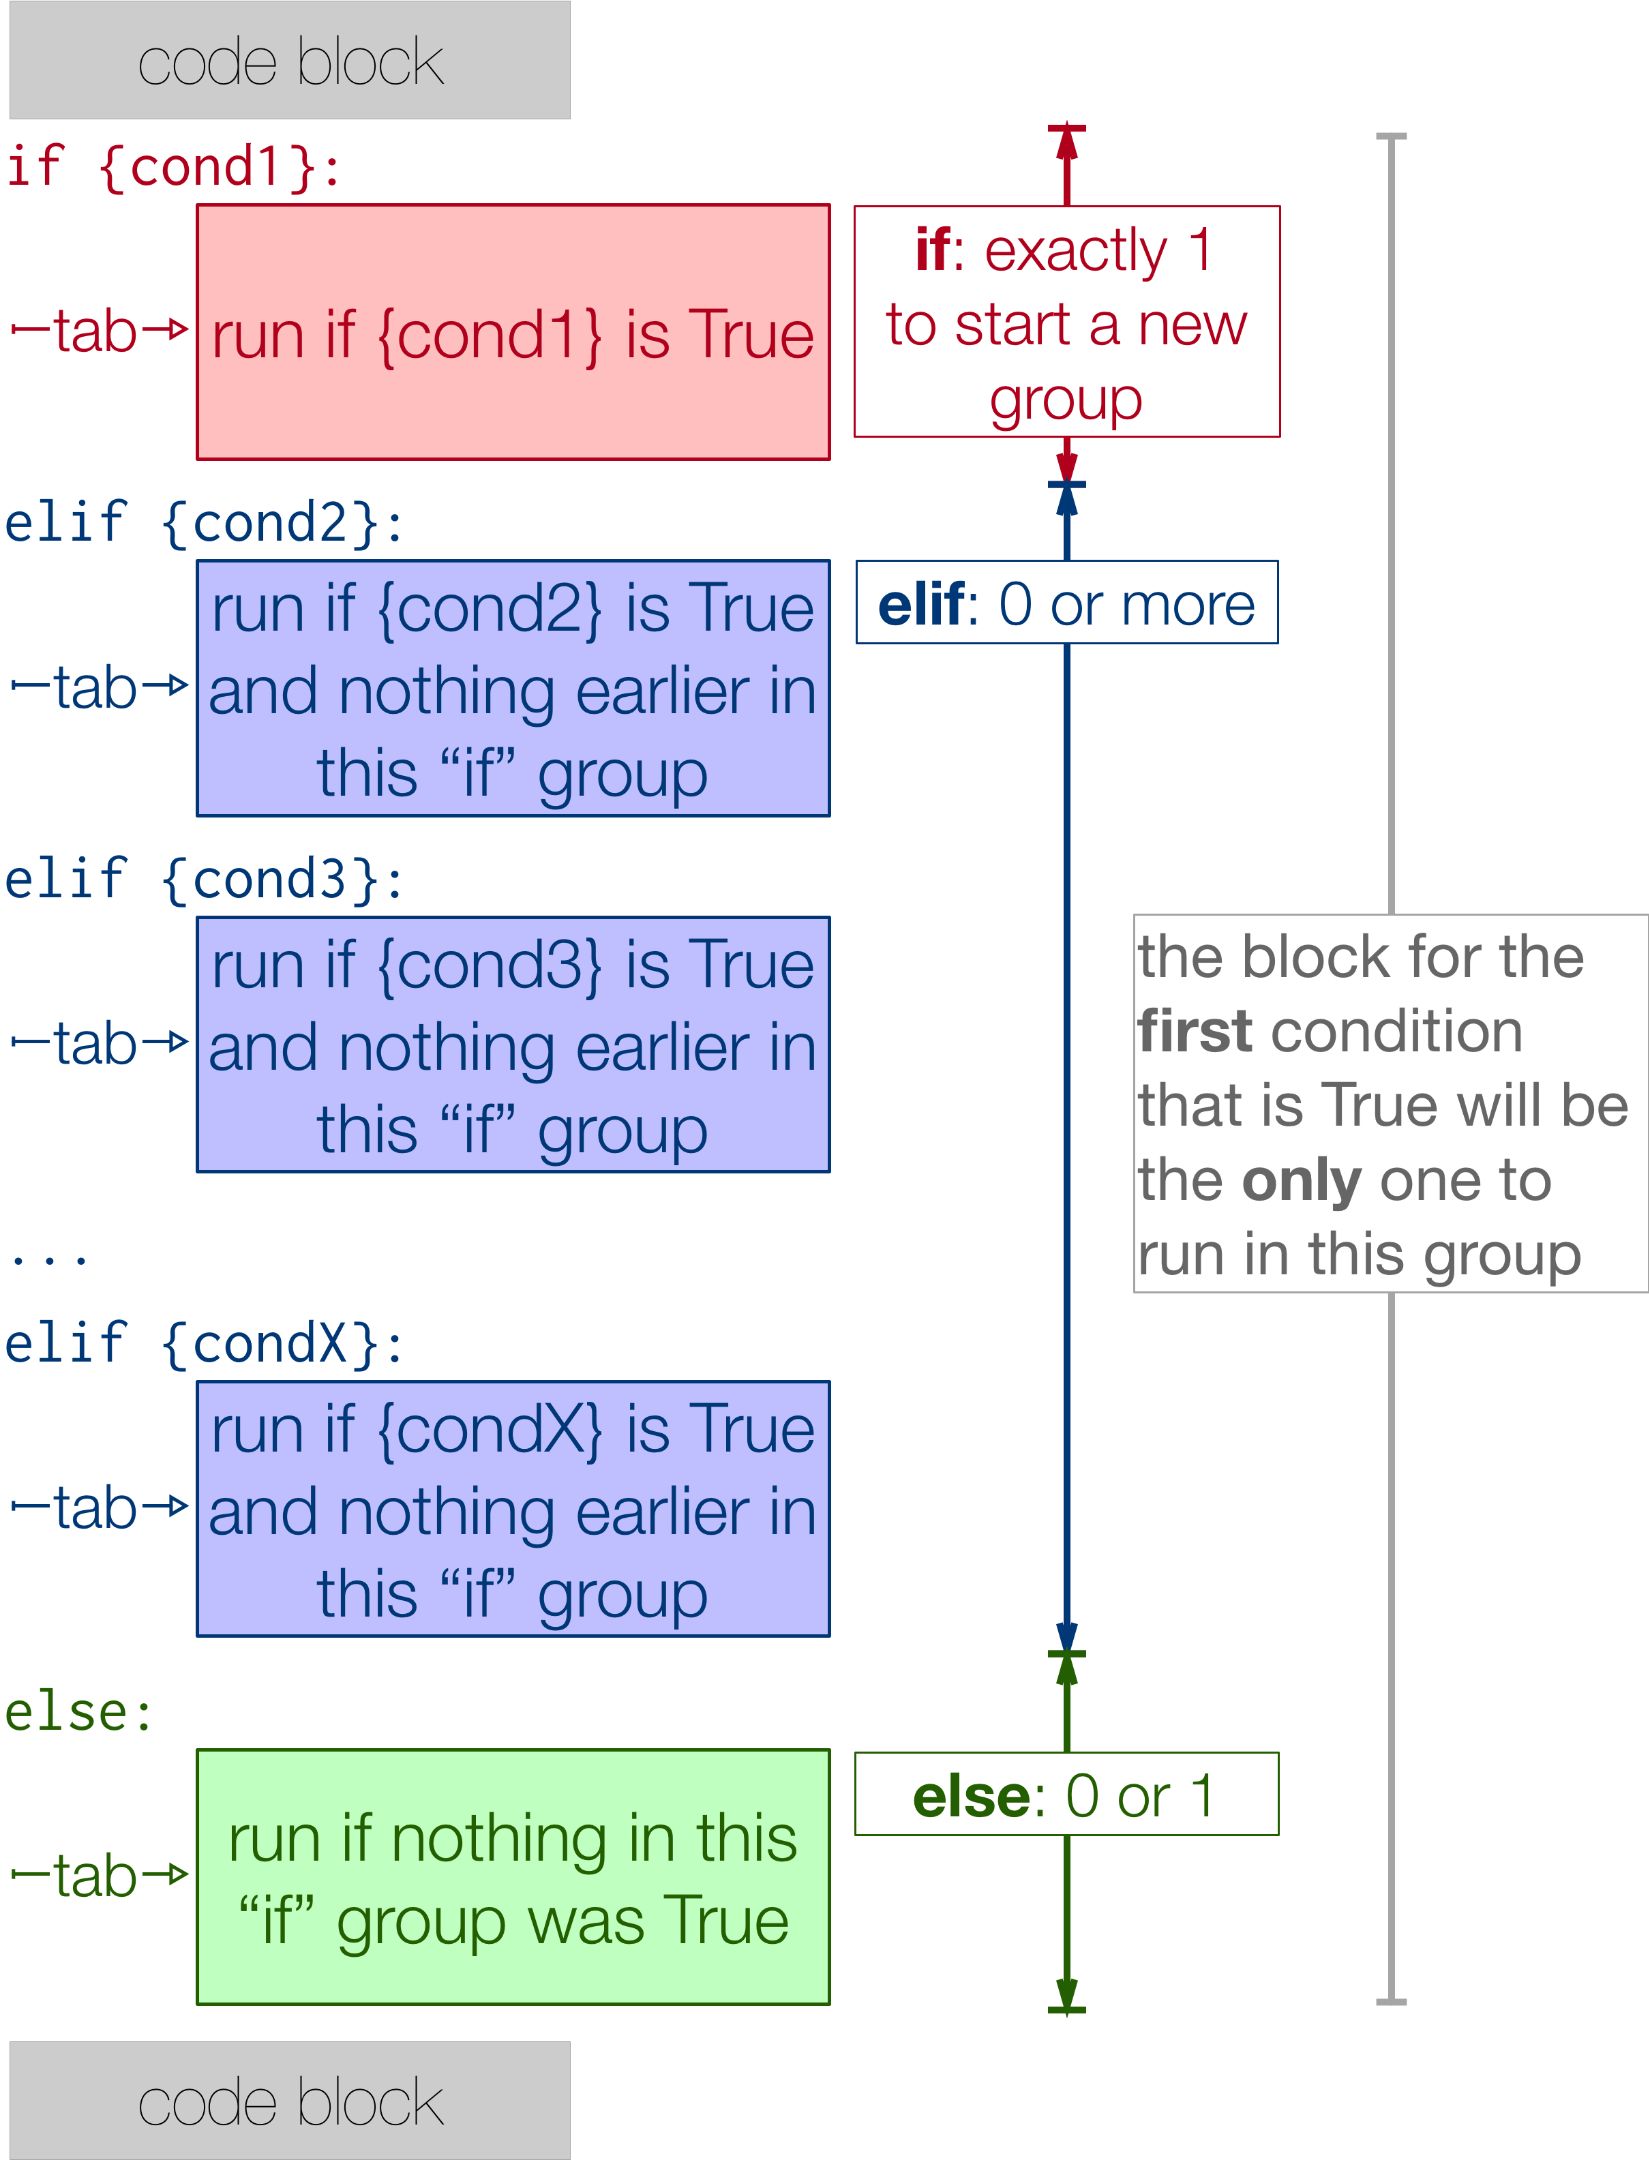 code block
if {cond1}:
tab
run if {cond1} is True
if: exactly 1
to start a new
group
elif {cond2}:
tab
run if {cond2} is True
and nothing earlier in
this “if” group
elif: 0 or more
elif {cond3}:
tab
run if {cond3} is True
and nothing earlier in
this “if” group
the block for the
first condition
that is True will be
the only one to
run in this group
...
elif {condX}:
tab
run if {condX} is True
and nothing earlier in
this “if” group
else:
tab
run if nothing in this
“if” group was True
else: 0 or 1
code block